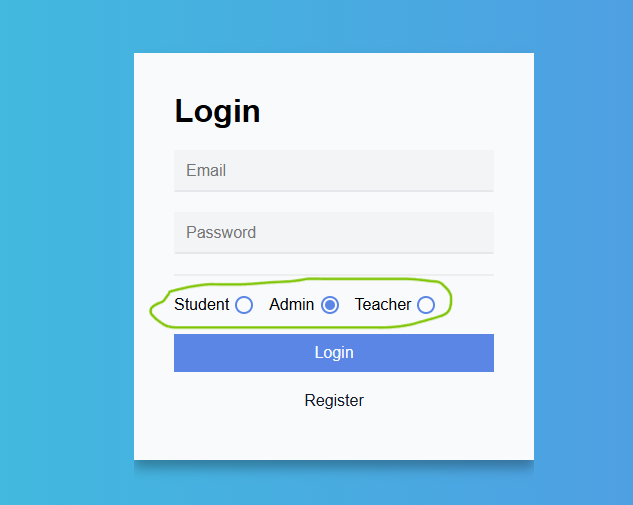 Login
Email
Password
Student Admin Teacher
Login
Register